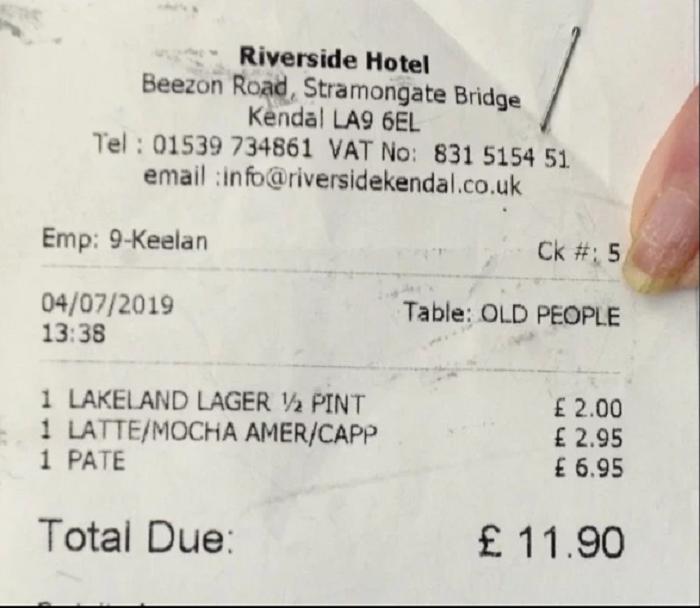 Riverside Hotel
Beezon Road, Stramongate Bridge
Kendal LA9 6EL
Tel : 01539 734861 VAT No: 831 5154 51
email :info@riversidekendal.co.uk
Emp: 9-Keelan Ck #: 5
04/07/2019 Table: OLD PEOPLE
13:38
1 LAKELAND LAGER ½ PINT £ 2.00
1 LATTE/MOCHA AMER/CAPP £ 2.95
1 PATE £ 6.95
Total Due: £ 11.90